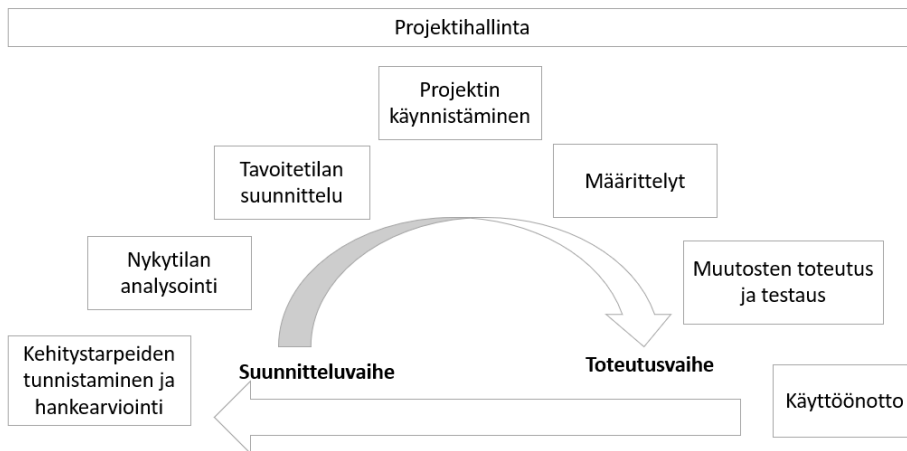 Projektihallinta
Projektin
käynnistäminen
Tavoitetilan
suunnittelu
Määrittelyt
Nykytilan
analysointi
Muutosten toteutus
ja testaus
Kehitystarpeiden
tunnistaminen ja
hankearviointi
Suunnitteluvaihe
Toteutusvaihe
Käyttöönotto